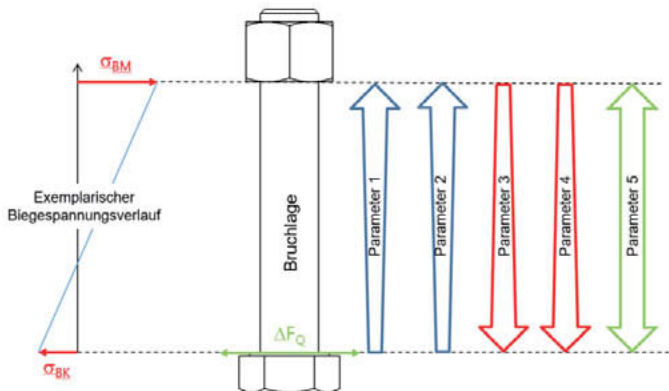 σBM
Exemplarischer
Biegespannungsverlauf
σBK
Bruchlage
ΔFQ
Parameter 1
Parameter 2
Parameter 3
Parameter 4
Parameter 5